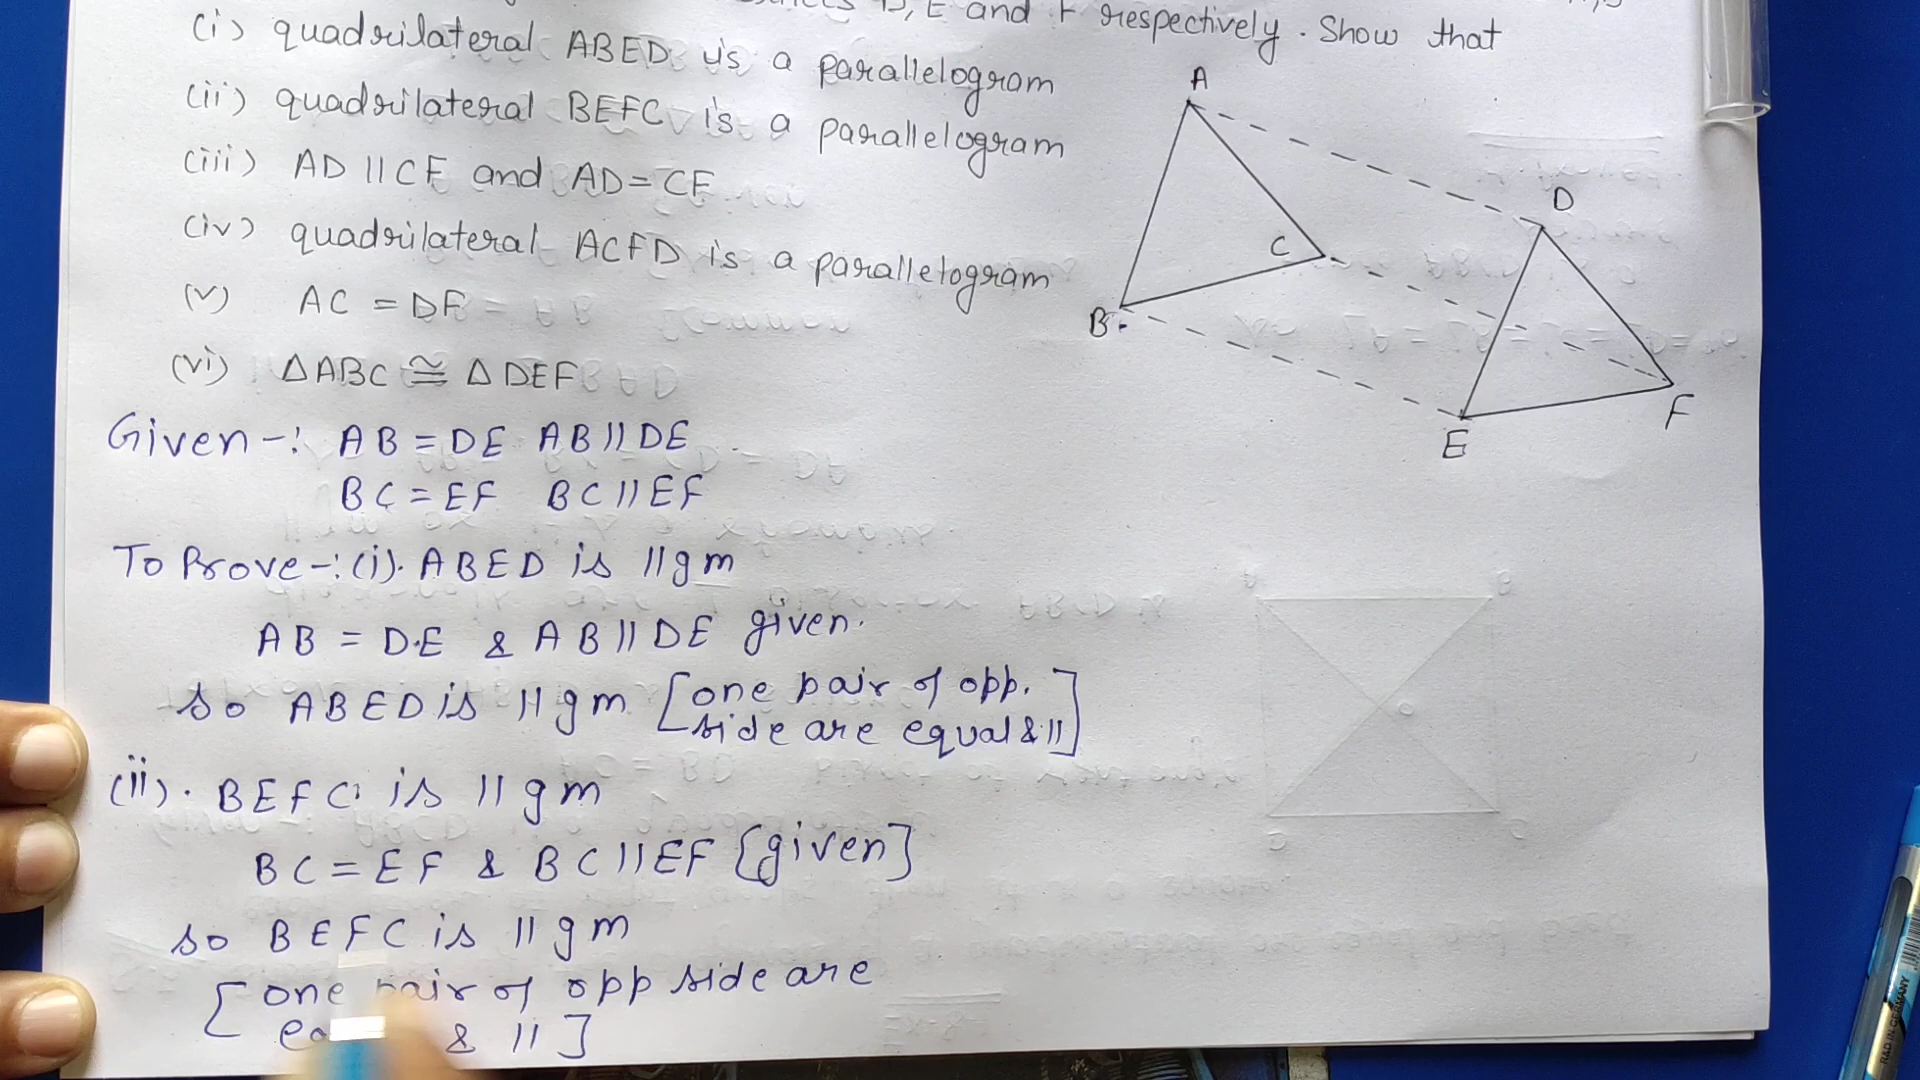 E and F respectively. Show that
(i) quadrilateral ABED is a parallelogram
(ii) quadrilateral BEFC is a parallelogram
(iii) AD || CF and AD = CF
(iv) quadrilateral ACFD is a parallelogram
(v) AC = DF
(vi) ΔABC ≅ ΔDEF
A
D
C
B
F
E
Given -: AB = DE AB || DE
BC = EF BC || EF
To Prove -: (i). ABED is ||gm
AB = DE & AB || DE given.
so ABED is ||gm [one pair of opp.
side are equal & ||]
(ii). BEFC is ||gm
BC = EF & BC || EF [given]
so BEFC is ||gm
[one pair of opp side are
& ||]
GERMANY